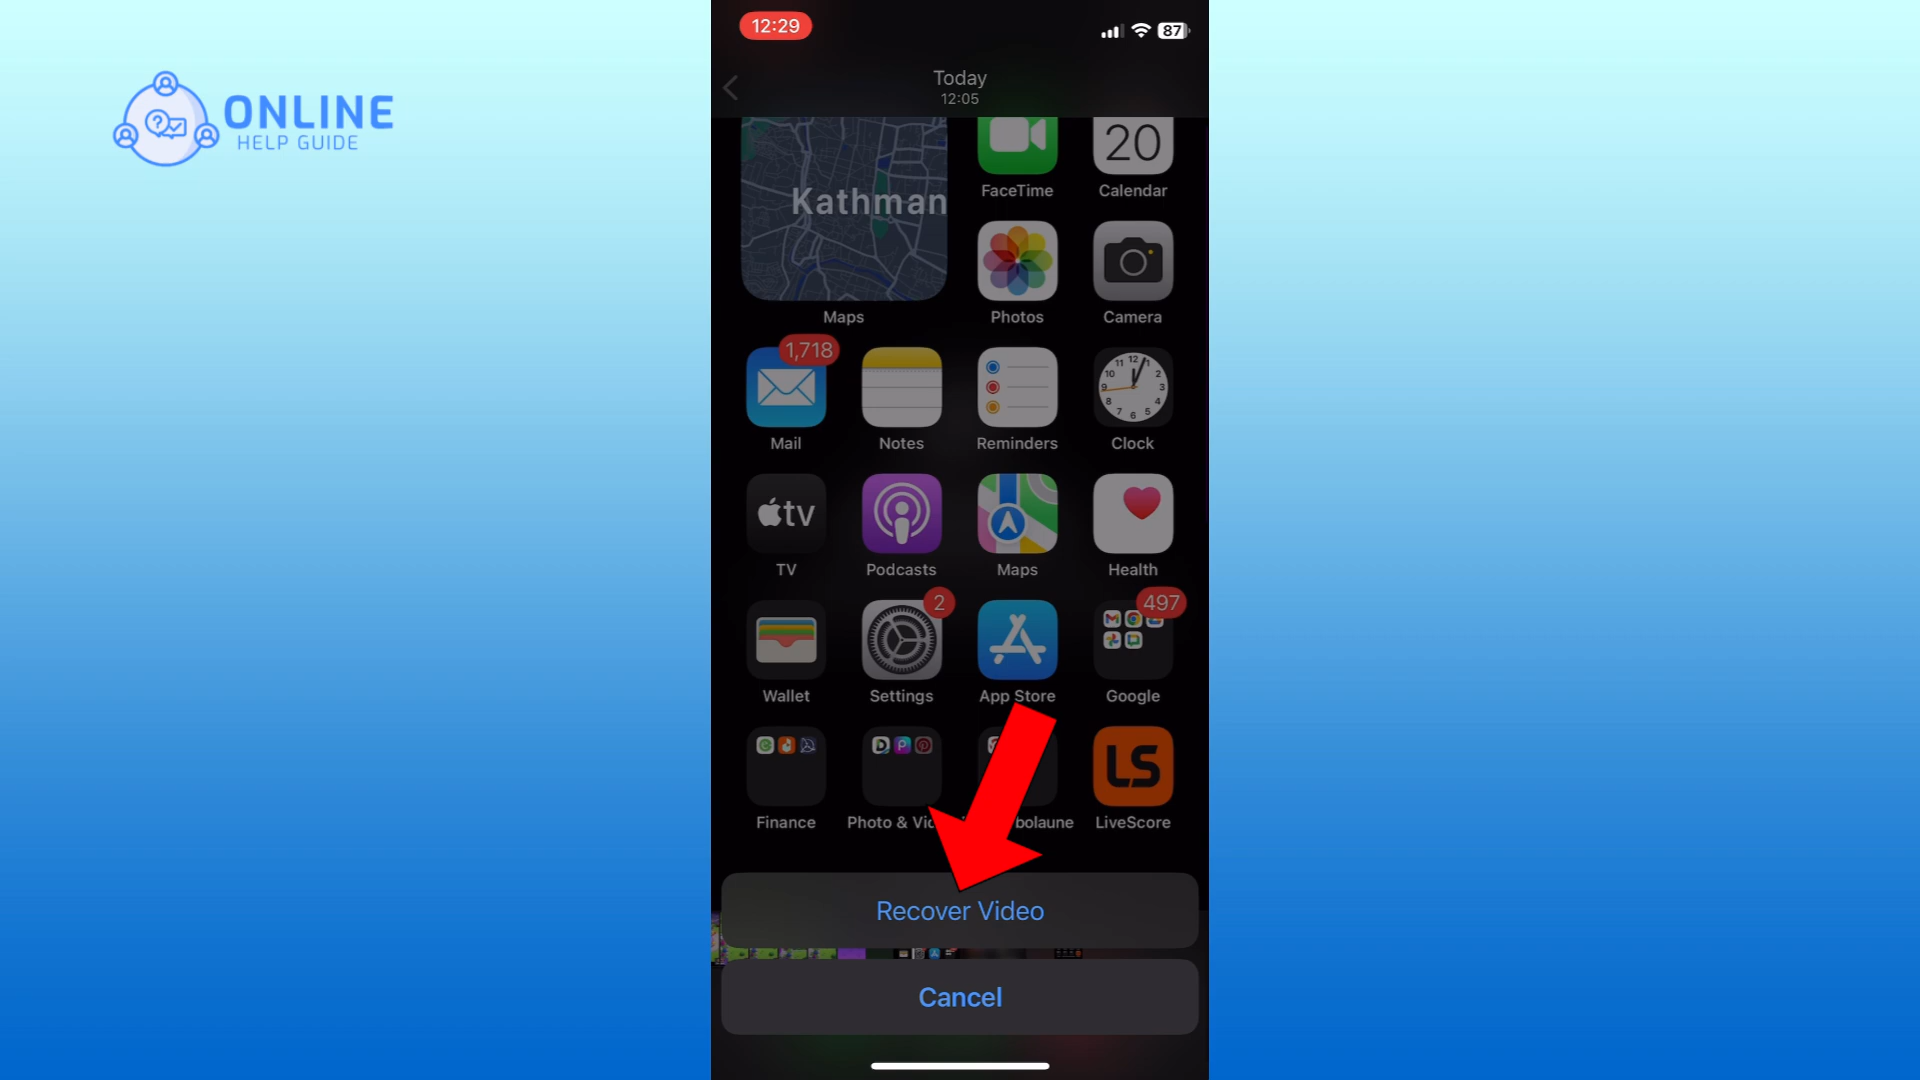 12:29
87
Today
12:05
ONLINE
HELP GUIDE
20
FaceTime
Calendar
Kathman
Maps
Photos
Camera
1,718
Mail
Notes
Reminders
Clock
tv
TV
Podcasts
Maps
Health
2
497
Wallet
Settings
App Store
Google
LS
Finance
Photo & Vid
bolaune
LiveScore
Recover Video
Cancel